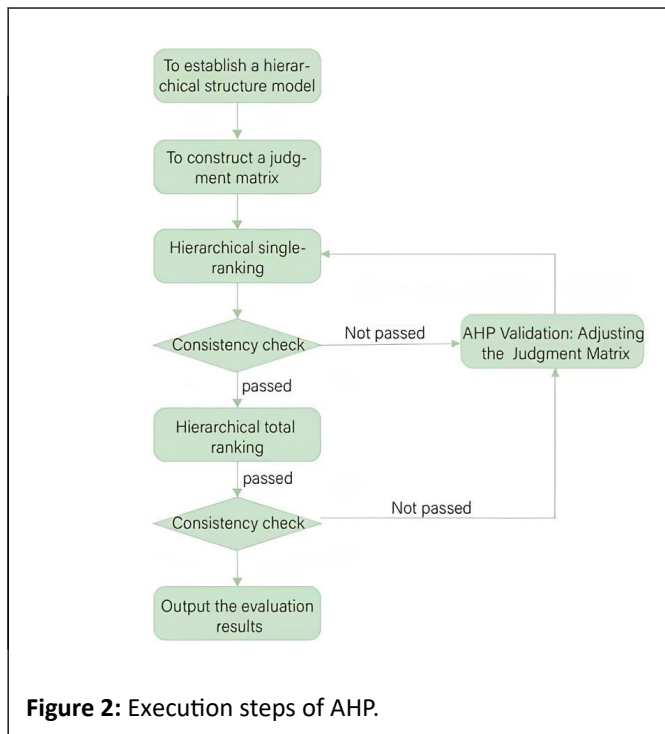 To establish a hierar-
chical structure model
To construct a judg-
ment matrix
Hierarchical single-
ranking
Consistency check
Not passed
AHP Validation: Adjusting
the Judgment Matrix
passed
Hierarchical total
ranking
passed
Consistency check
Not passed
Output the evaluation
results
Figure 2: Execution steps of AHP.